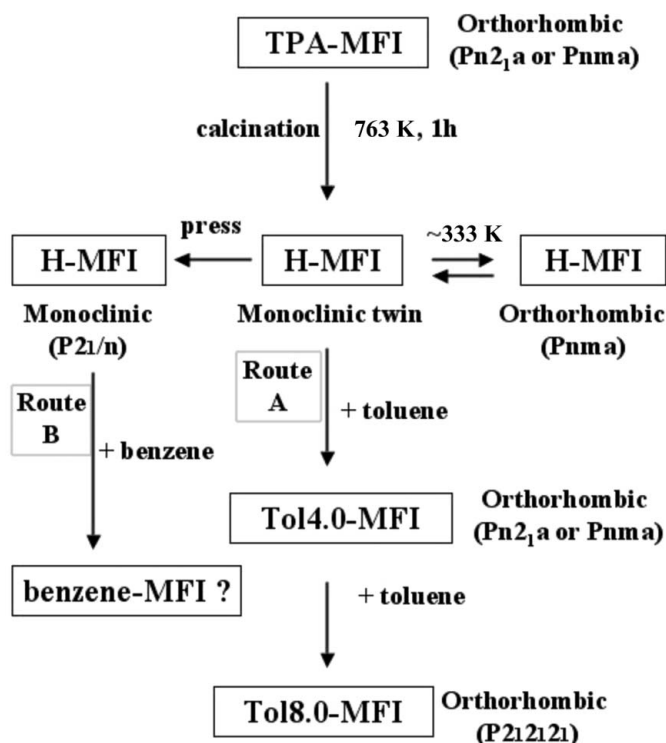 TPA-MFI
Orthorhombic
(Pn2₁a or Pnma)
calcination
763 K, 1h
H-MFI
press
H-MFI
~333 K
H-MFI
Monoclinic
(P21/n)
Monoclinic twin
Orthorhombic
(Pnma)
Route
B
+ benzene
Route
A
+ toluene
Tol4.0-MFI
Orthorhombic
(Pn2₁a or Pnma)
benzene-MFI ?
+ toluene
Tol8.0-MFI
Orthorhombic
(P212121)